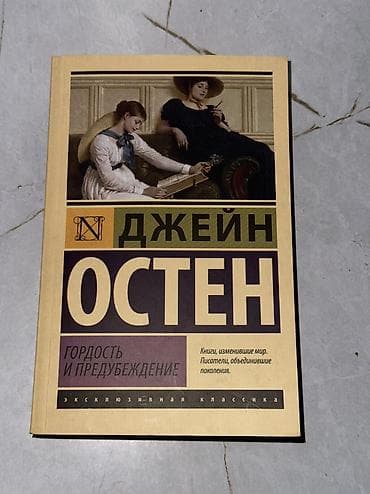 N
ДЖЕЙН
ОСТЕН
ГОРДОСТЬ
И ПРЕДУБЕЖДЕНИЕ
Книги, изменившие мир.
Писатели, объединившие
поколения.
эксклюзивная классика